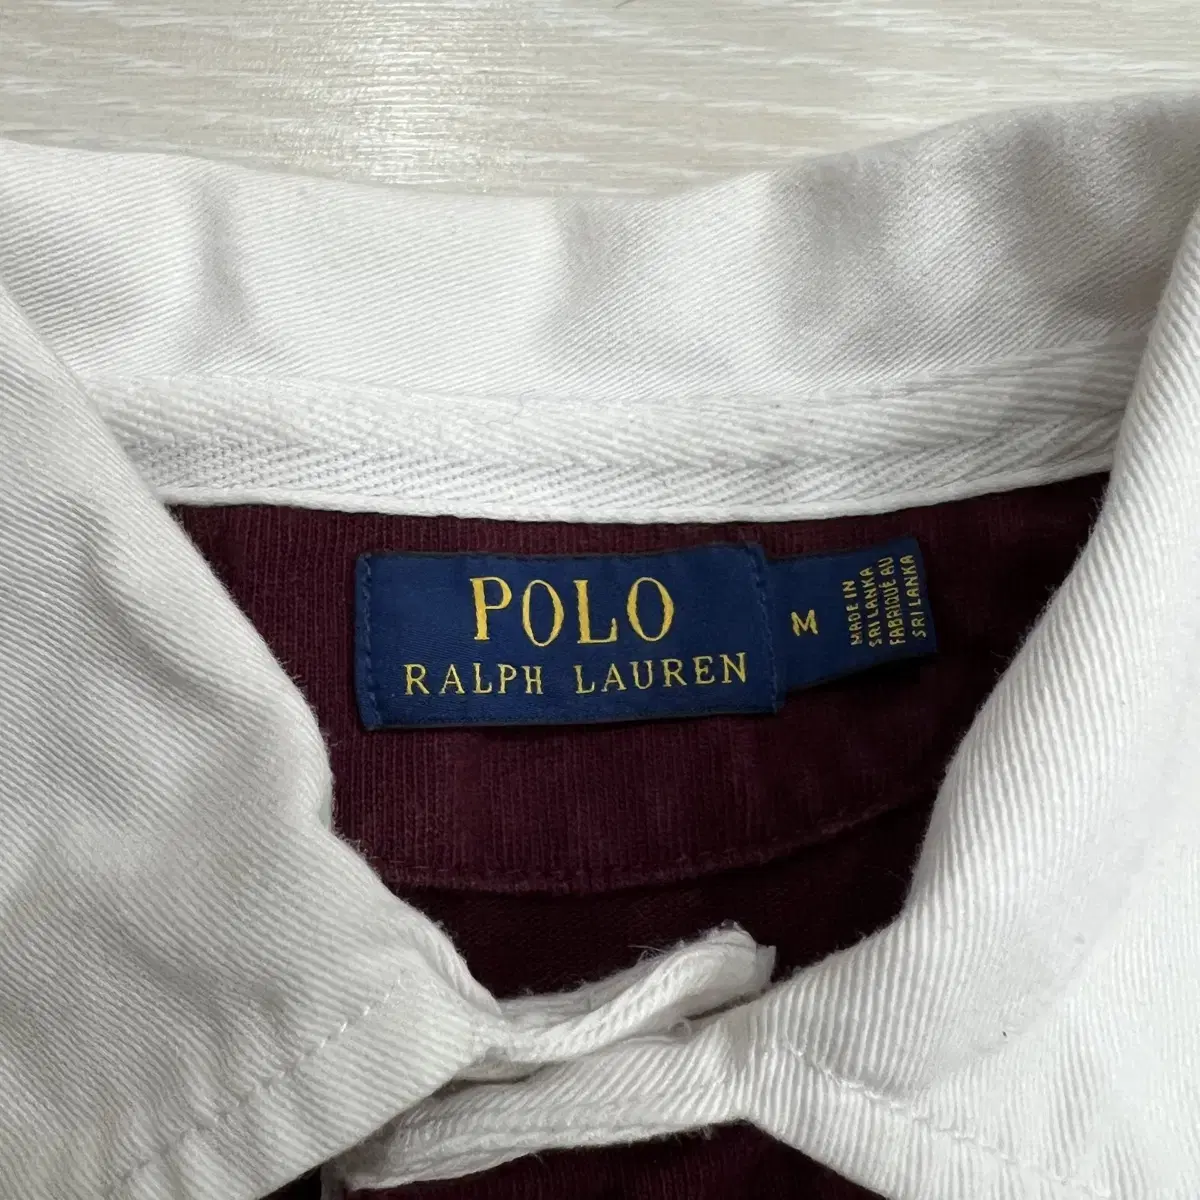 POLO
RALPH LAUREN
M
MADE IN
SRI LANKA
FABRIQUÉ AU
SRI LANKA